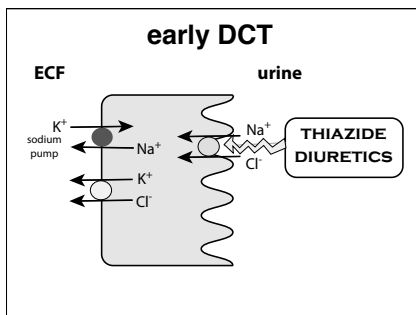 early DCT
ECF
urine
K⁺
sodium
pump
Na⁺
K⁺
Cl⁻
Na⁺
Cl⁻
THIAZIDE
DIURETICS